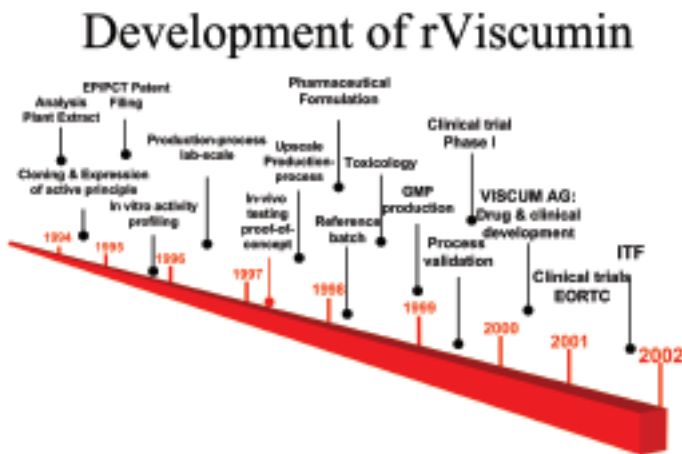 Development of rViscumin
EP/PCT Patent
Filing
Analysis
Plant Extract
Pharmaceutical
Formulation
Clinical trial
Phase I
Production-process
lab-scale
Upscale
Production-
process
Toxicology
Cloning & Expression
of active principle
In vitro activity
profiling
In-vivo
testing
proof-of-
concept
GMP
production
VISCUM AG:
Drug & clinical
development
Reference
batch
Process
validation
ITF
Clinical trials
EORTC
1994
1995
1996
1997
1998
1999
2000
2001
2002